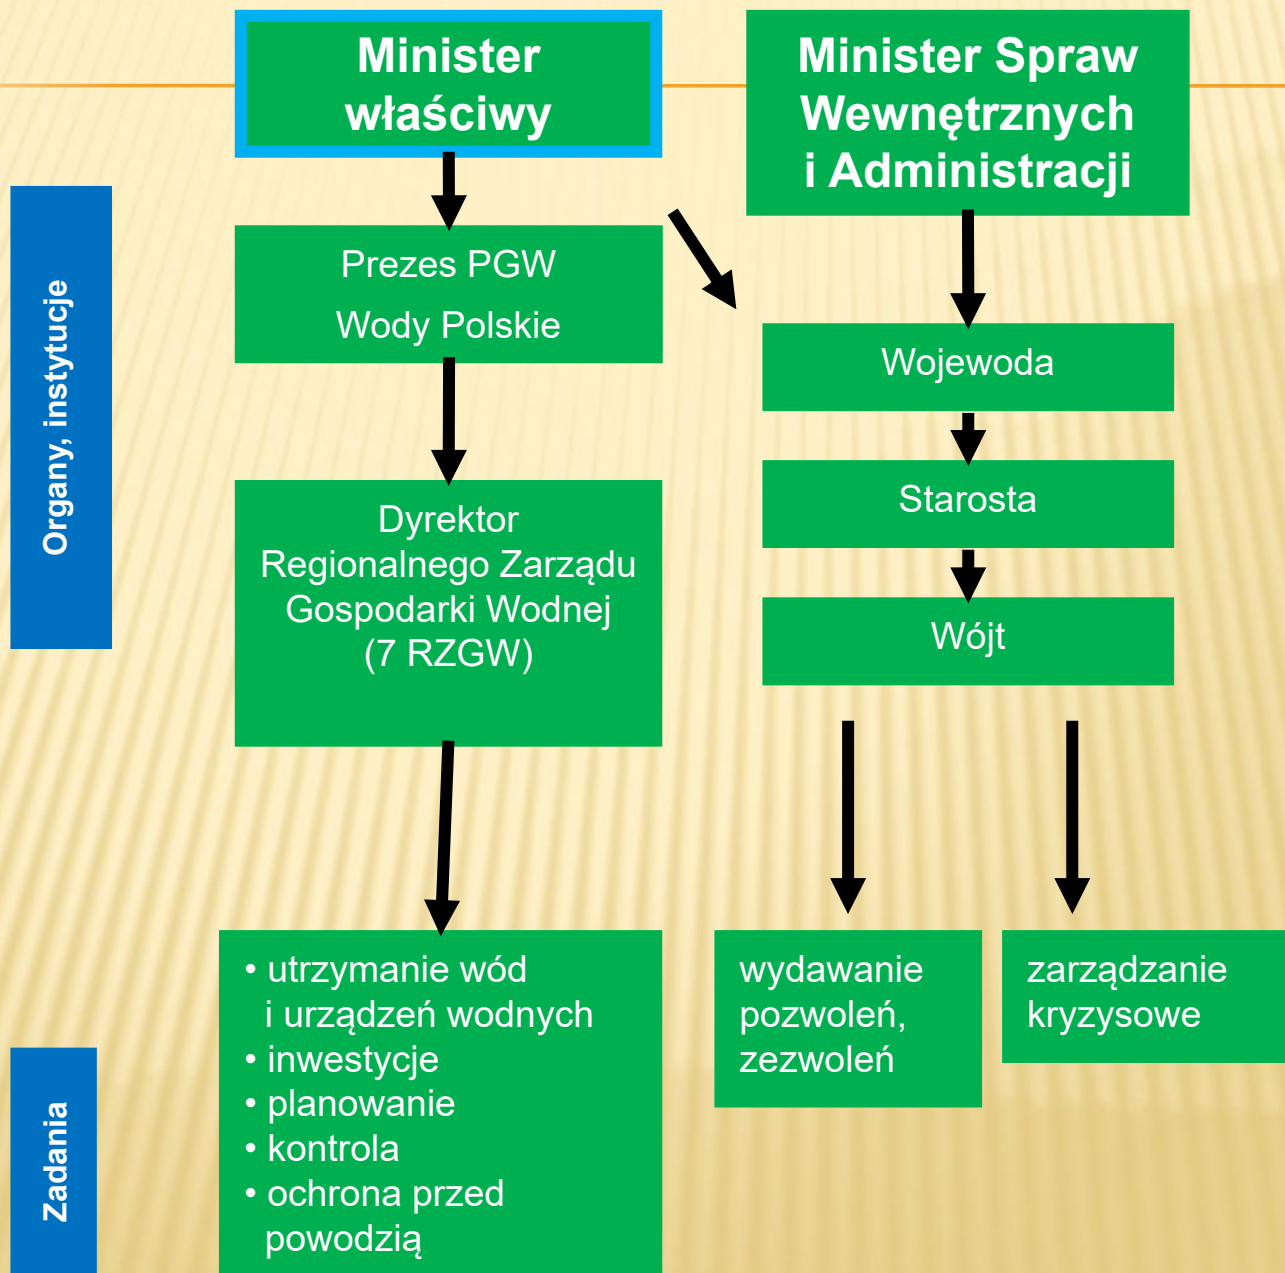 Minister
właściwy
Minister Spraw
Wewnętrznych
i Administracji
Organy, instytucje
Prezes PGW
Wody Polskie
Wojewoda
Starosta
Dyrektor
Regionalnego Zarządu
Gospodarki Wodnej
(7 RZGW)
Wójt
Zadania
• utrzymanie wód
i urządzeń wodnych
• inwestycje
• planowanie
• kontrola
• ochrona przed
powodzią
wydawanie
pozwoleń,
zezwoleń
zarządzanie
kryzysowe